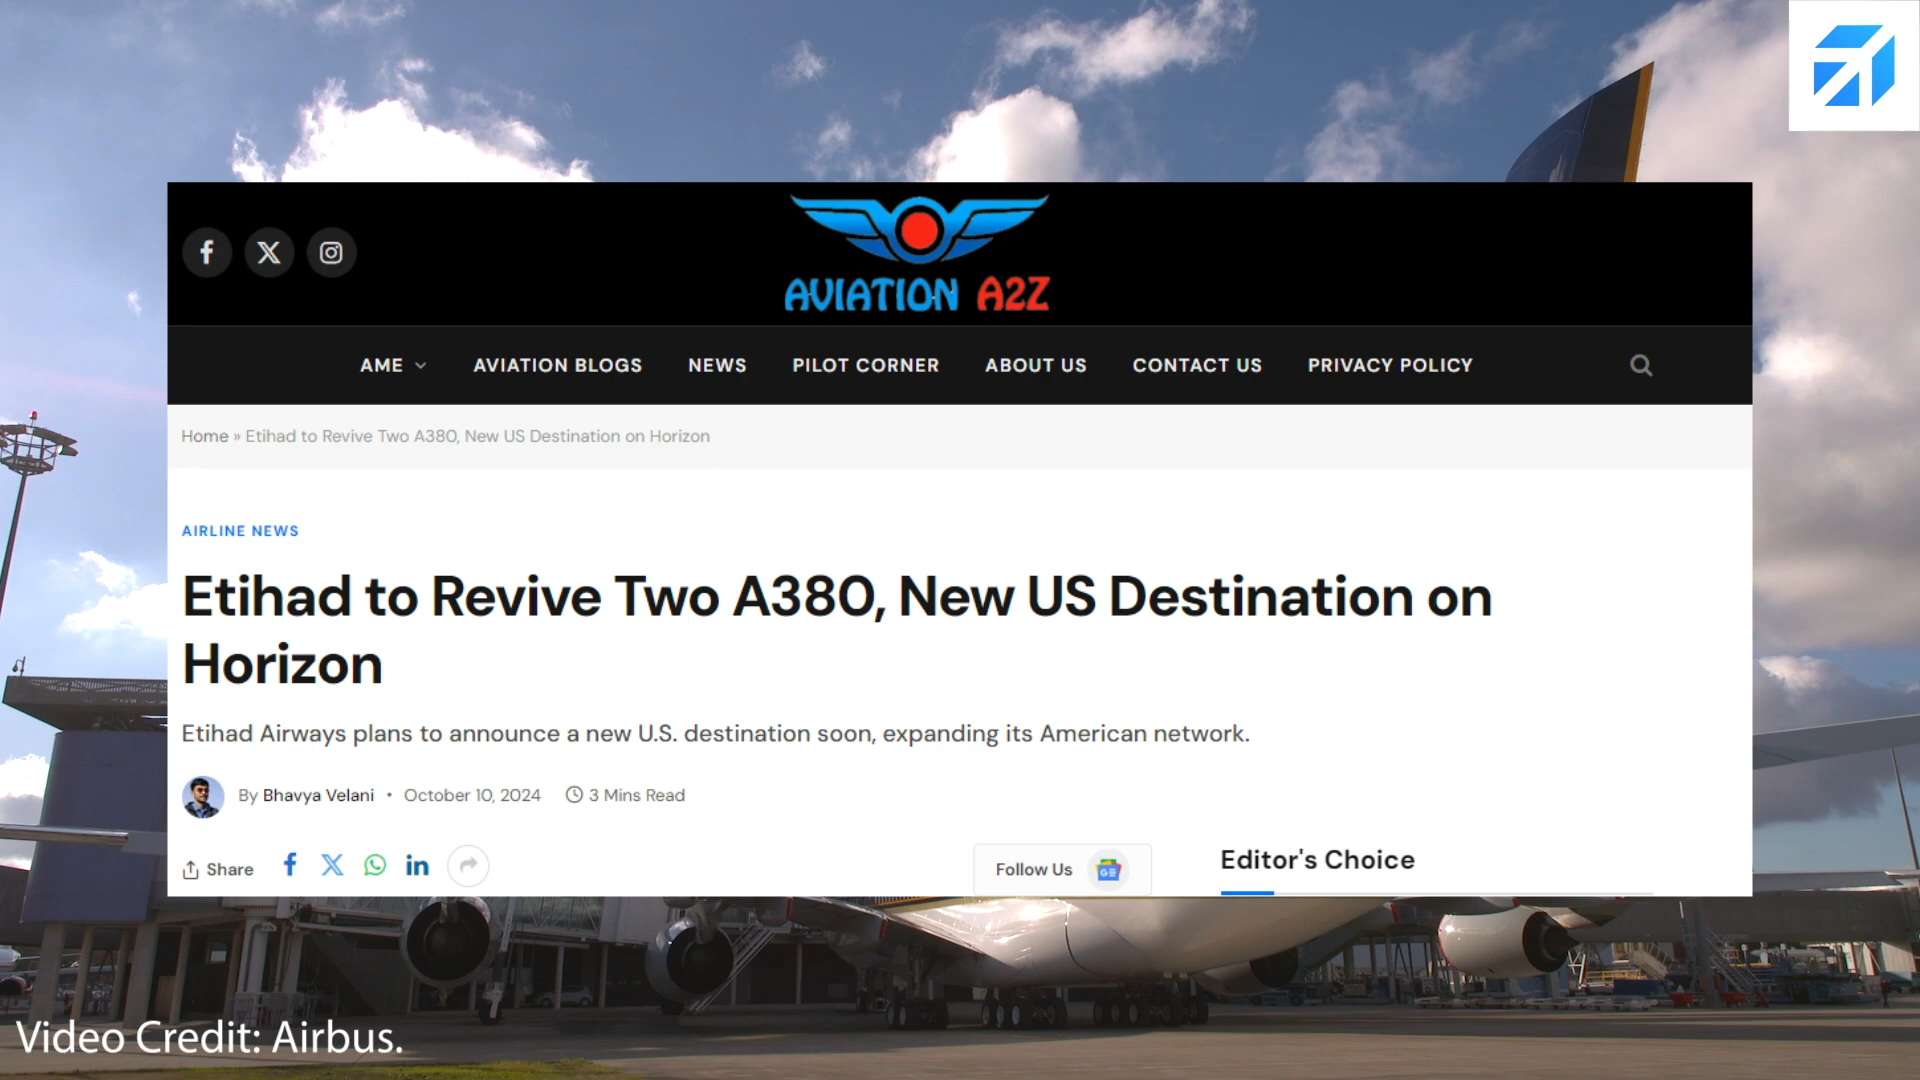 AVIATION A2Z
AME
AVIATION BLOGS
NEWS
PILOT CORNER
ABOUT US
CONTACT US
PRIVACY POLICY
Home » Etihad to Revive Two A380, New US Destination on Horizon
AIRLINE NEWS
Etihad to Revive Two A380, New US Destination on
Horizon
Etihad Airways plans to announce a new U.S. destination soon, expanding its American network.
By Bhavya Velani • October 10, 2024 3 Mins Read
Share
Follow Us
Editor's Choice
Video Credit: Airbus.